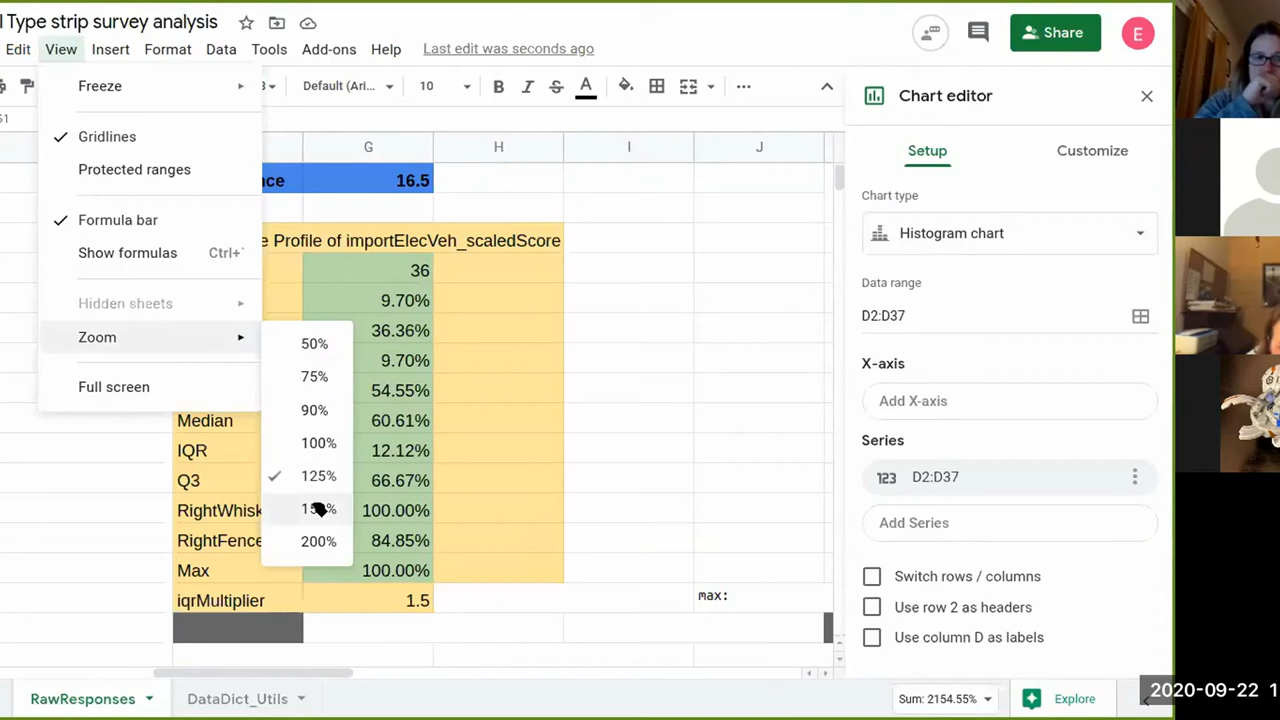 l Type strip survey analysis
Edit View Insert Format Data Tools Add-ons Help Last edit was seconds ago
Share
E
Default (Ari... 10 B I S A
Freeze
Gridlines
Protected ranges
Formula bar
Show formulas Ctrl+`
Hidden sheets
Zoom
Full screen
50%
75%
90%
100%
125%
200%
G H I J
nce 16.5
e Profile of importElecVeh_scaledScore
36
9.70%
36.36%
9.70%
54.55%
Median 60.61%
IQR 12.12%
Q3 66.67%
RightWhisk 100.00%
RightFence 84.85%
Max 100.00%
iqrMultiplier 1.5
max:
Chart editor
Setup Customize
Chart type
Histogram chart
Data range
D2:D37
X-axis
Add X-axis
Series
123 D2:D37
Add Series
Switch rows / columns
Use row 2 as headers
Use column D as labels
RawResponses DataDict_Utils Sum: 2154.55% Explore
2020-09-22 1